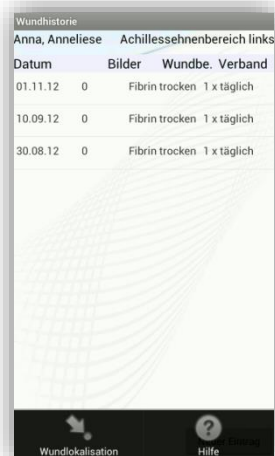 Wundhistorie
Anna, Anneliese Achillessehnenbereich links
Datum Bilder Wundbe. Verband
01.11.12 0 Fibrin trocken 1 x täglich
10.09.12 0 Fibrin trocken 1 x täglich
30.08.12 0 Fibrin trocken 1 x täglich
Eintrag
Wundlokalisation Hilfe